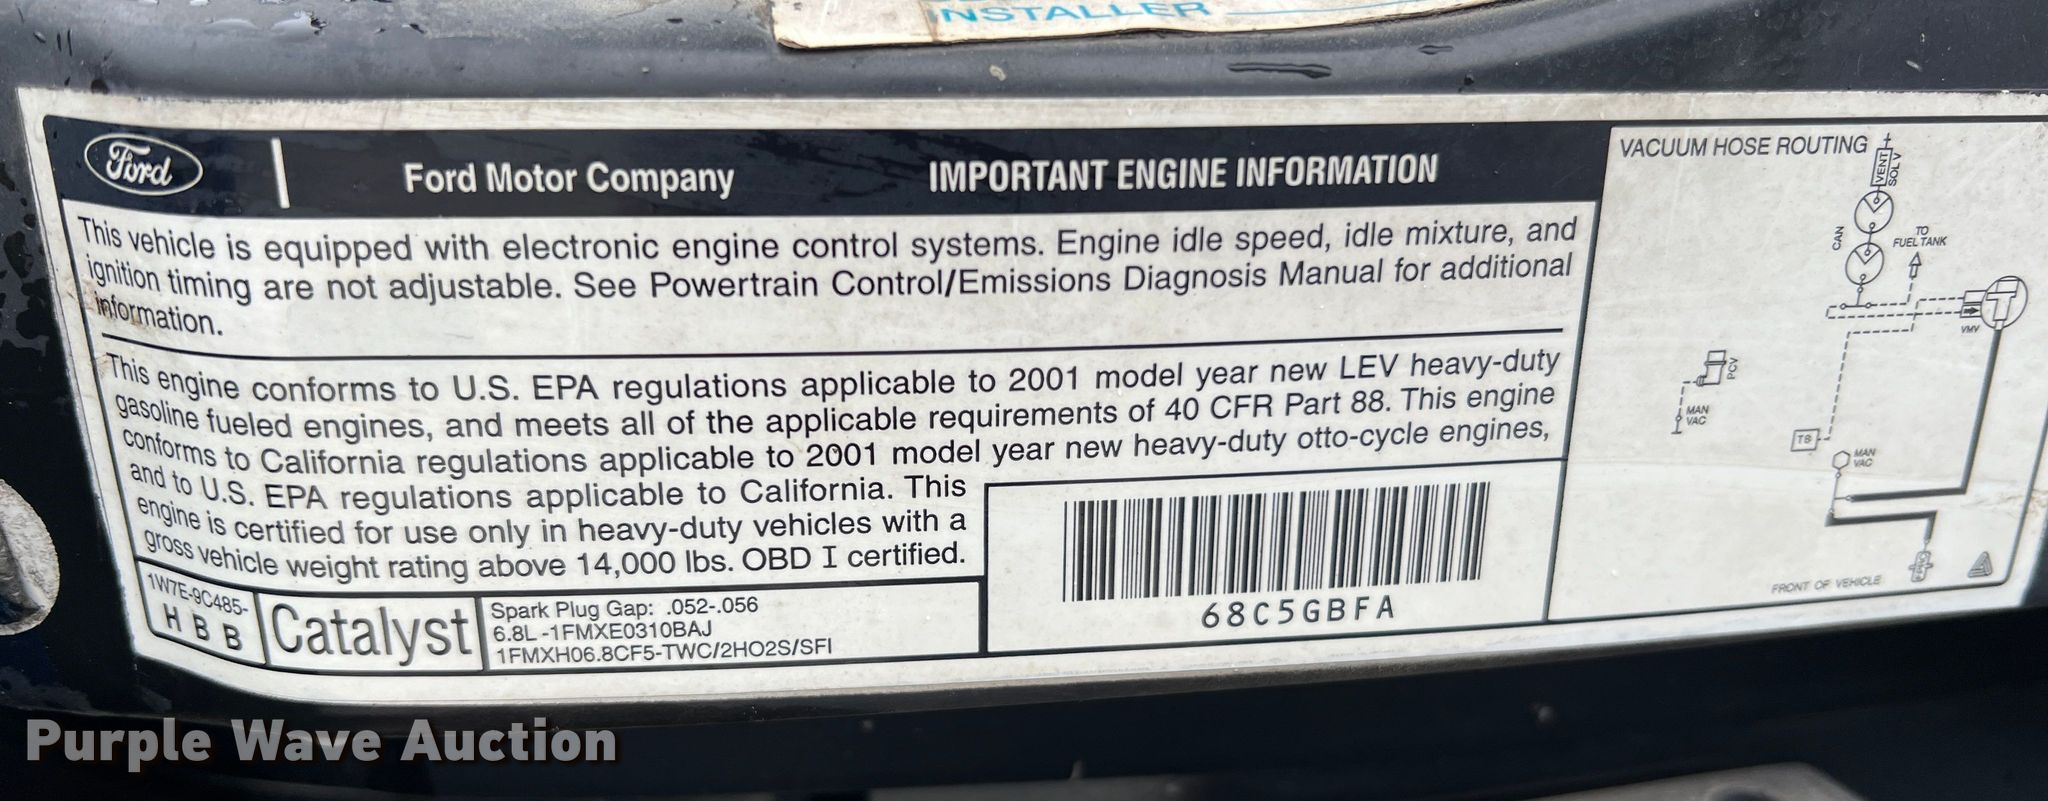 INSTALLER
Ford
Ford Motor Company
IMPORTANT ENGINE INFORMATION
This vehicle is equipped with electronic engine control systems. Engine idle speed, idle mixture, and
ignition timing are not adjustable. See Powertrain Control/Emissions Diagnosis Manual for additional
information.
This engine conforms to U.S. EPA regulations applicable to 2001 model year new LEV heavy-duty
gasoline fueled engines, and meets all of the applicable requirements of 40 CFR Part 88. This engine
conforms to California regulations applicable to 2001 model year new heavy-duty otto-cycle engines,
and to U.S. EPA regulations applicable to California. This
engine is certified for use only in heavy-duty vehicles with a
gross vehicle weight rating above 14,000 lbs. OBD I certified.
1W7E-9C485-
H B B
Catalyst
Spark Plug Gap: .052-.056
6.8L -1FMXE0310BAJ
1FMXH06.8CF5-TWC/2HO2S/SFI
68C5GBFA
VACUUM HOSE ROUTING
VENT
SOLV
CAN
TO
FUEL TANK
VMV
PCV
MAN
VAC
TB
MAN
VAC
FPRC
FRONT OF VEHICLE
Purple Wave Auction